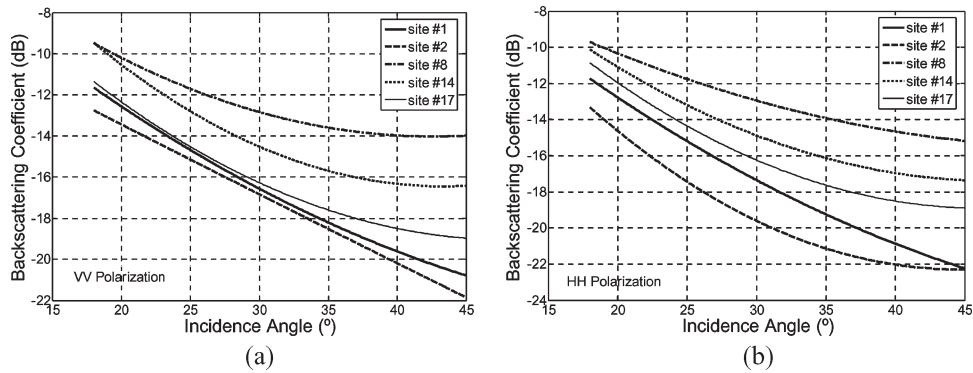 -8
-10
-12
-14
-16
-18
-20
-22
15 20 25 30 35 40 45
Backscattering Coefficient (dB)
Incidence Angle (º)
VV Polarization
site #1
site #2
site #8
site #14
site #17
(a)
-8
-10
-12
-14
-16
-18
-20
-22
-24
15 20 25 30 35 40 45
Backscattering Coefficient (dB)
Incidence Angle (º)
HH Polarization
site #1
site #2
site #8
site #14
site #17
(b)